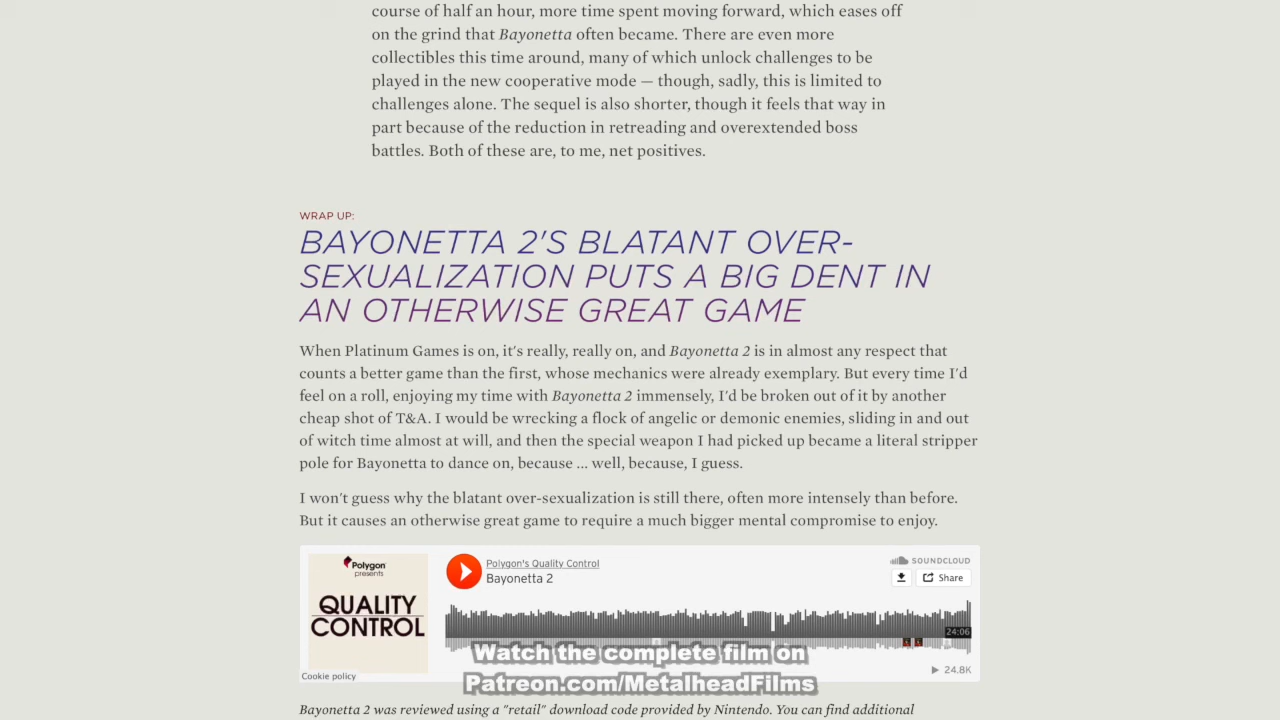 course of half an hour, more time spent moving forward, which eases off
on the grind that Bayonetta often became. There are even more
collectibles this time around, many of which unlock challenges to be
played in the new cooperative mode — though, sadly, this is limited to
challenges alone. The sequel is also shorter, though it feels that way in
part because of the reduction in retreading and overextended boss
battles. Both of these are, to me, net positives.
WRAP UP:
BAYONETTA 2'S BLATANT OVER-
SEXUALIZATION PUTS A BIG DENT IN
AN OTHERWISE GREAT GAME
When Platinum Games is on, it's really, really on, and Bayonetta 2 is in almost any respect that
counts a better game than the first, whose mechanics were already exemplary. But every time I'd
feel on a roll, enjoying my time with Bayonetta 2 immensely, I'd be broken out of it by another
cheap shot of T&A. I would be wrecking a flock of angelic or demonic enemies, sliding in and out
of witch time almost at will, and then the special weapon I had picked up became a literal stripper
pole for Bayonetta to dance on, because ... well, because, I guess.
I won't guess why the blatant over-sexualization is still there, often more intensely than before.
But it causes an otherwise great game to require a much bigger mental compromise to enjoy.
Polygon
presents
QUALITY
CONTROL
Polygon's Quality Control
Bayonetta 2
SOUNDCLOUD
Share
24:06
24.8K
Cookie policy
Watch the complete film on
Patreon.com/MetalheadFilms
Bayonetta 2 was reviewed using a "retail" download code provided by Nintendo. You can find additional